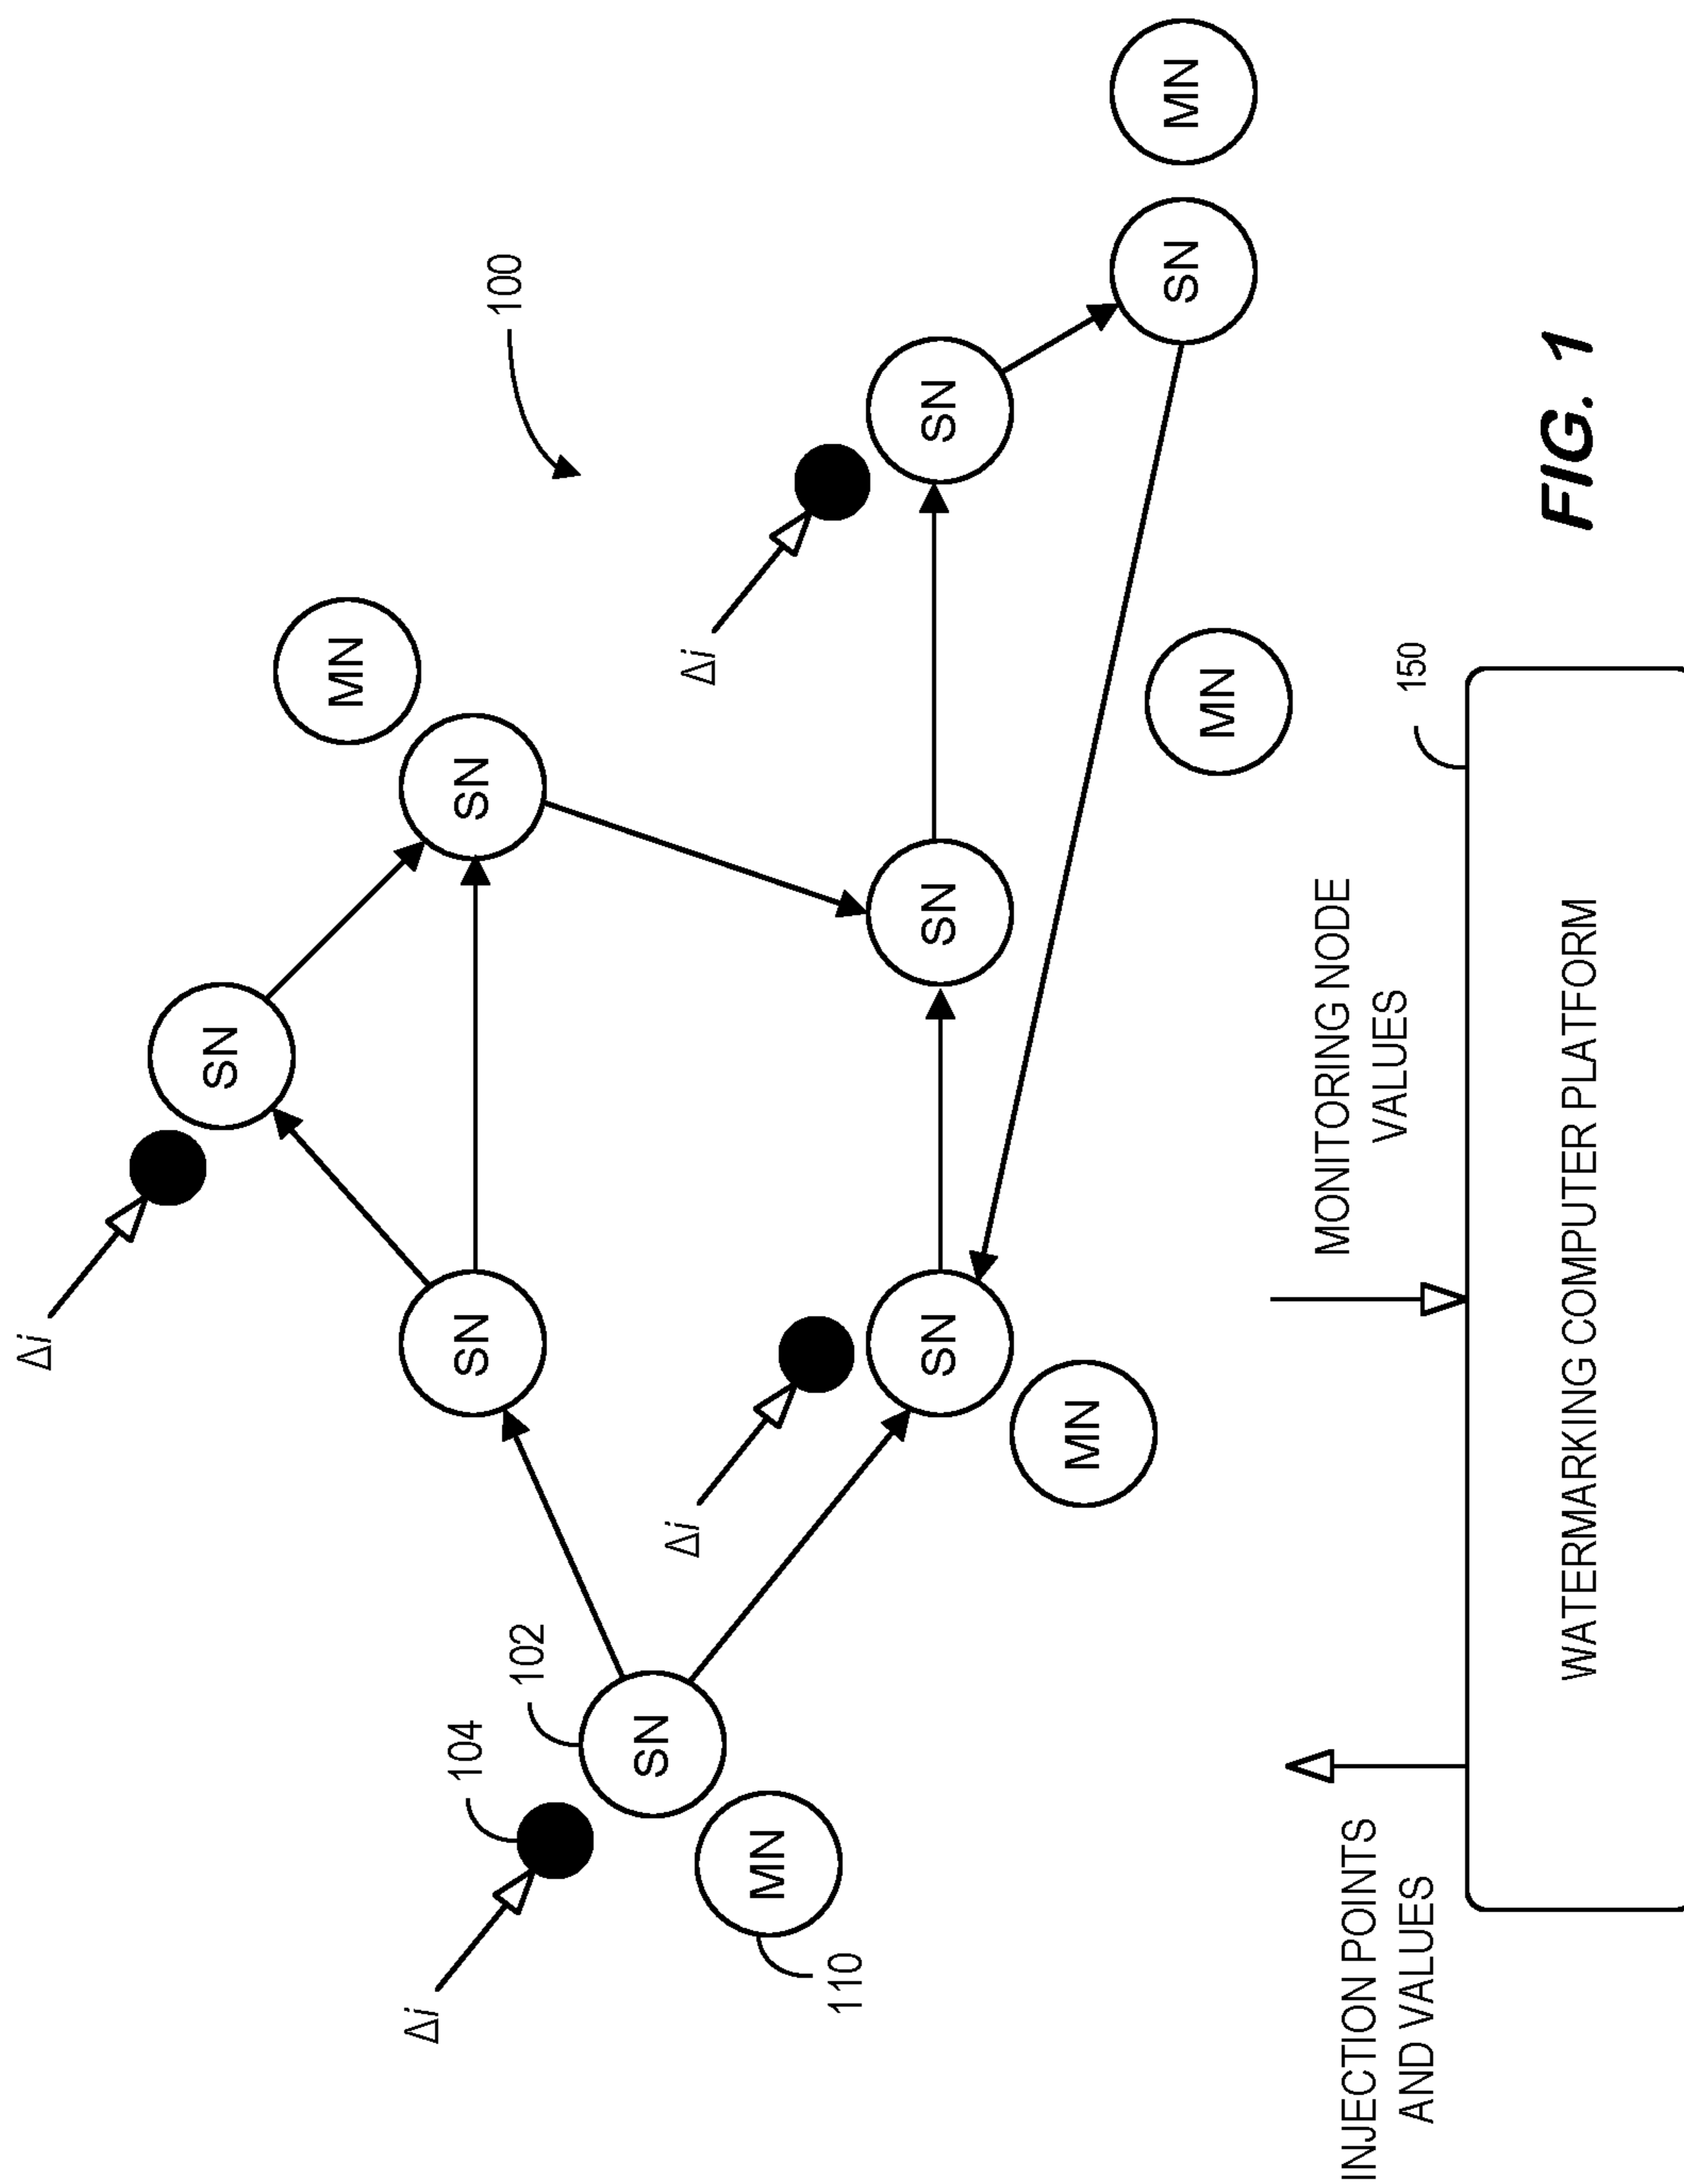 Δi
SN
MN
Δi
104
SN
SN
100
102
SN
Δi
Δi
MN
110
SN
SN
SN
MN
SN
MN
MN
INJECTION POINTS
AND VALUES
MONITORING NODE
VALUES
150
WATERMARKING COMPUTER PLATFORM
FIG. 1